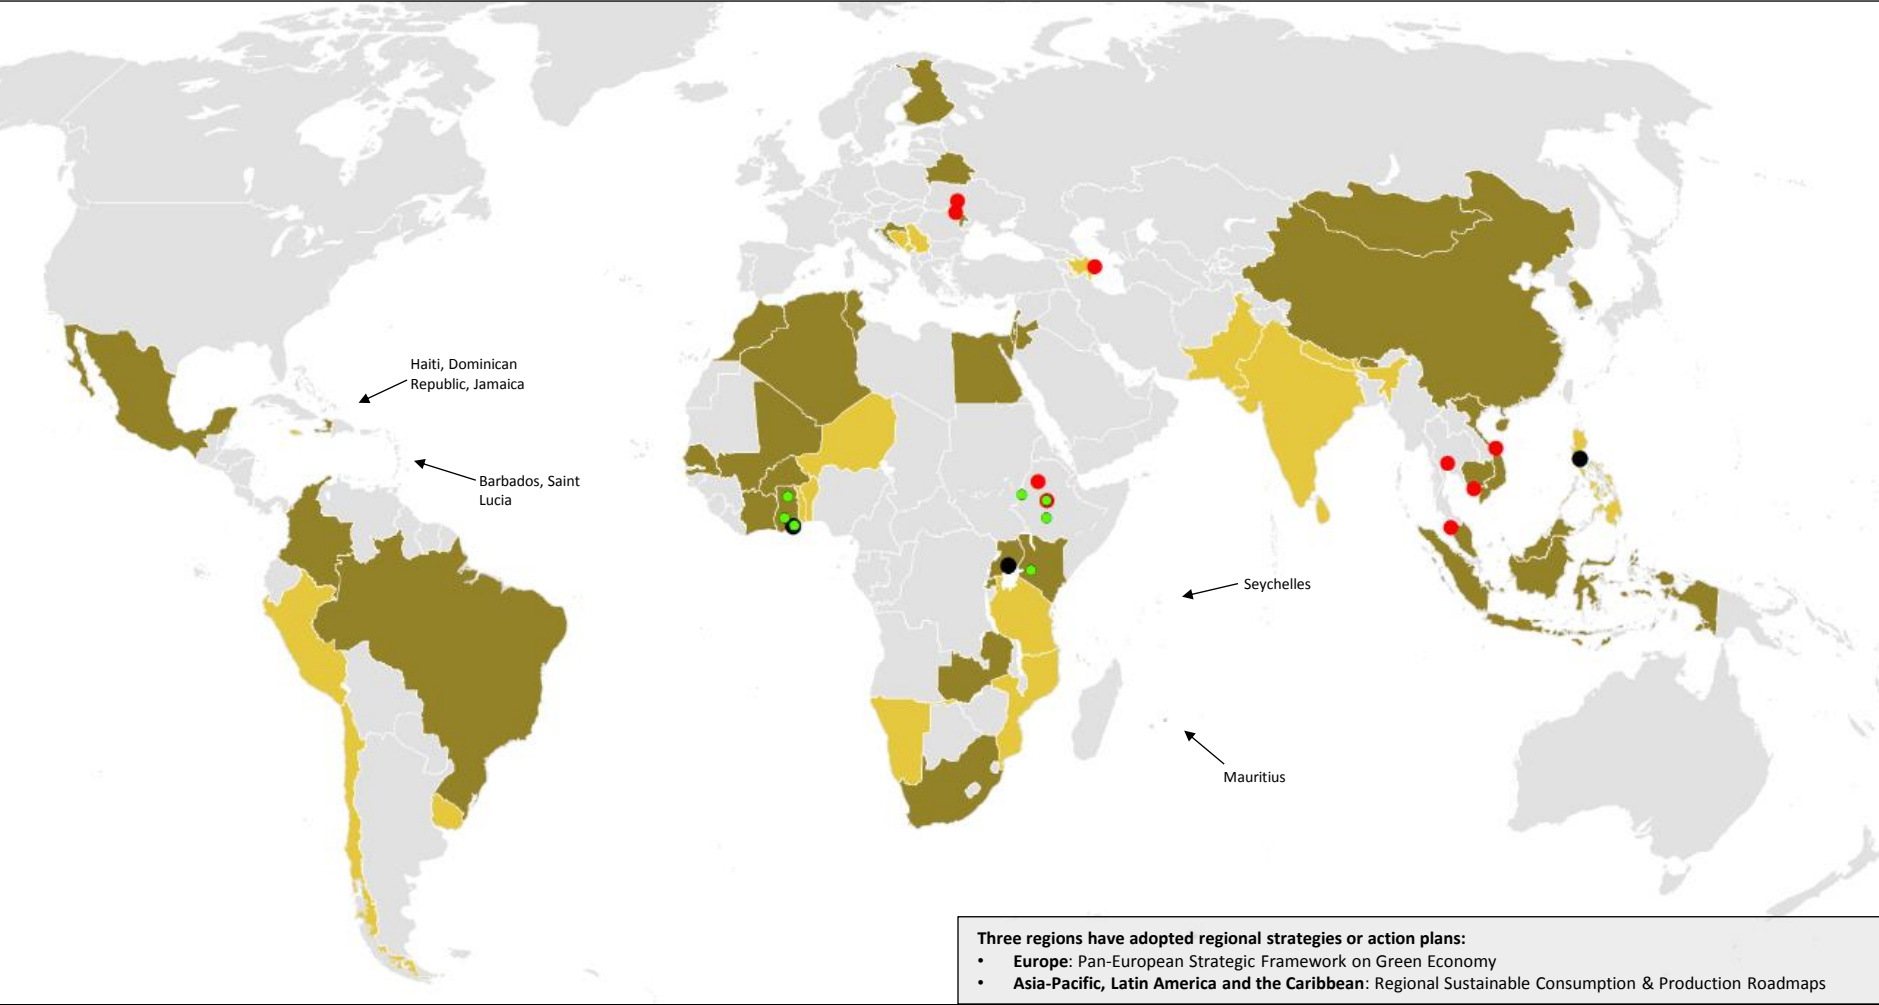 Haiti, Dominican
Republic, Jamaica
Barbados, Saint
Lucia
Seychelles
Mauritius
Three regions have adopted regional strategies or action plans:
• Europe: Pan-European Strategic Framework on Green Economy
• Asia-Pacific, Latin America and the Caribbean: Regional Sustainable Consumption & Production Roadmaps